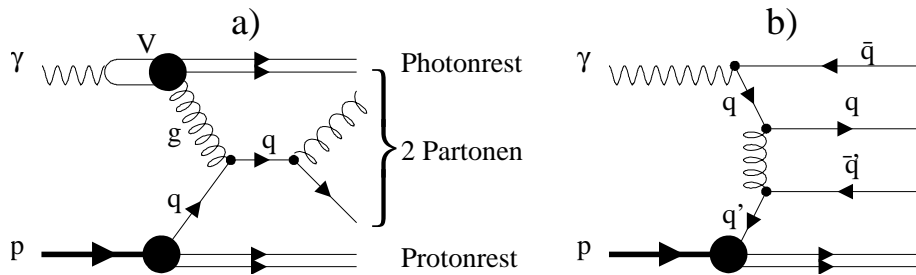 a)
V
γ
Photonrest
g
q
2 Partonen
q
p
Protonrest
b)
γ
q̄
q
q
q̄'
q’
p